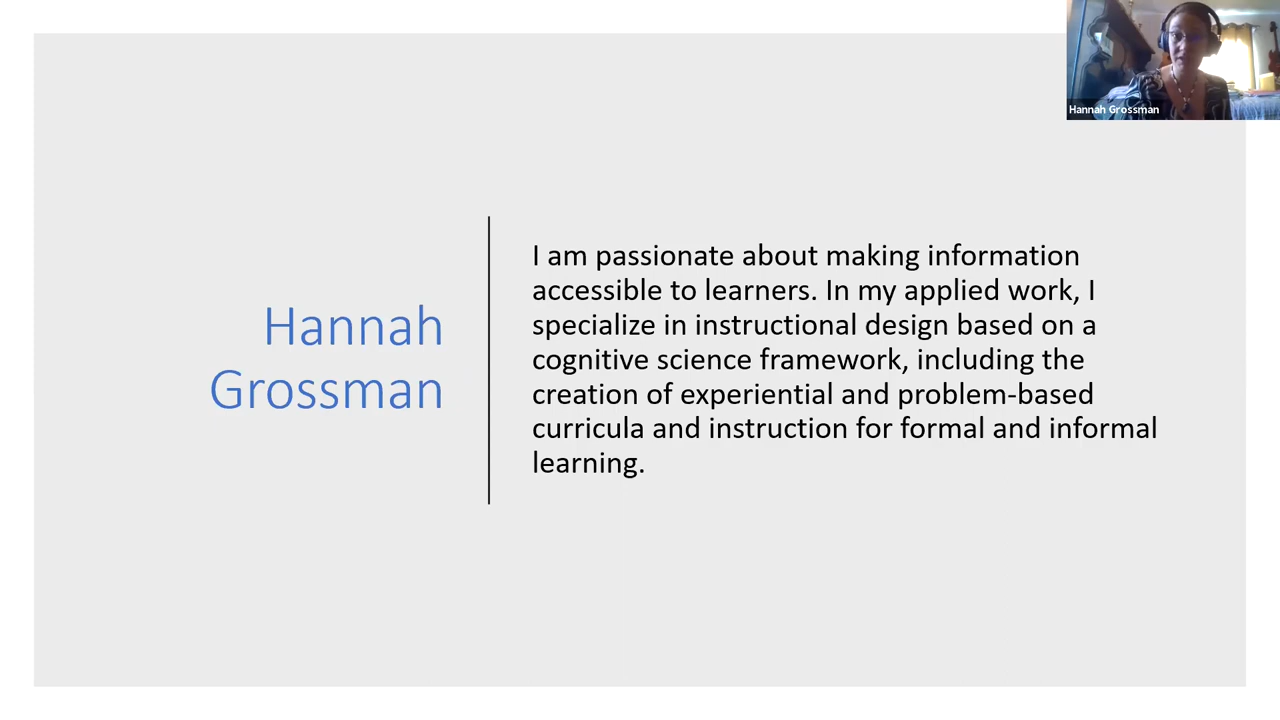 Hannah Grossman
Hannah
Grossman
I am passionate about making information
accessible to learners. In my applied work, I
specialize in instructional design based on a
cognitive science framework, including the
creation of experiential and problem-based
curricula and instruction for formal and informal
learning.